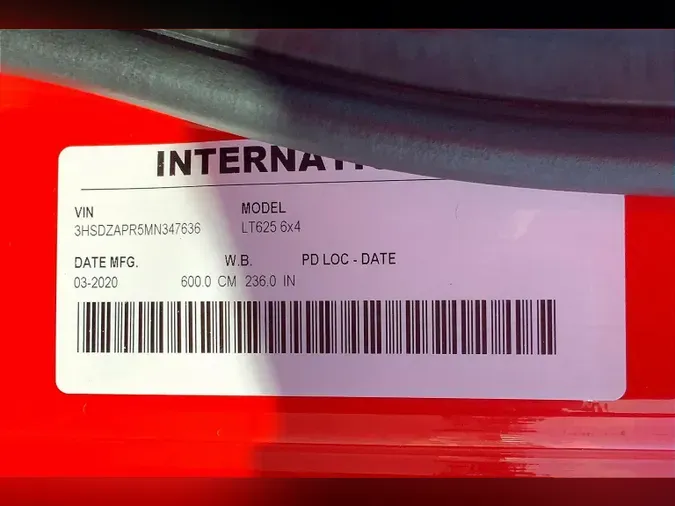 INTERNATI
VIN MODEL
3HSDZAPR5MN347636 LT625 6x4
DATE MFG. W.B. PD LOC - DATE
03-2020 600.0 CM 236.0 IN